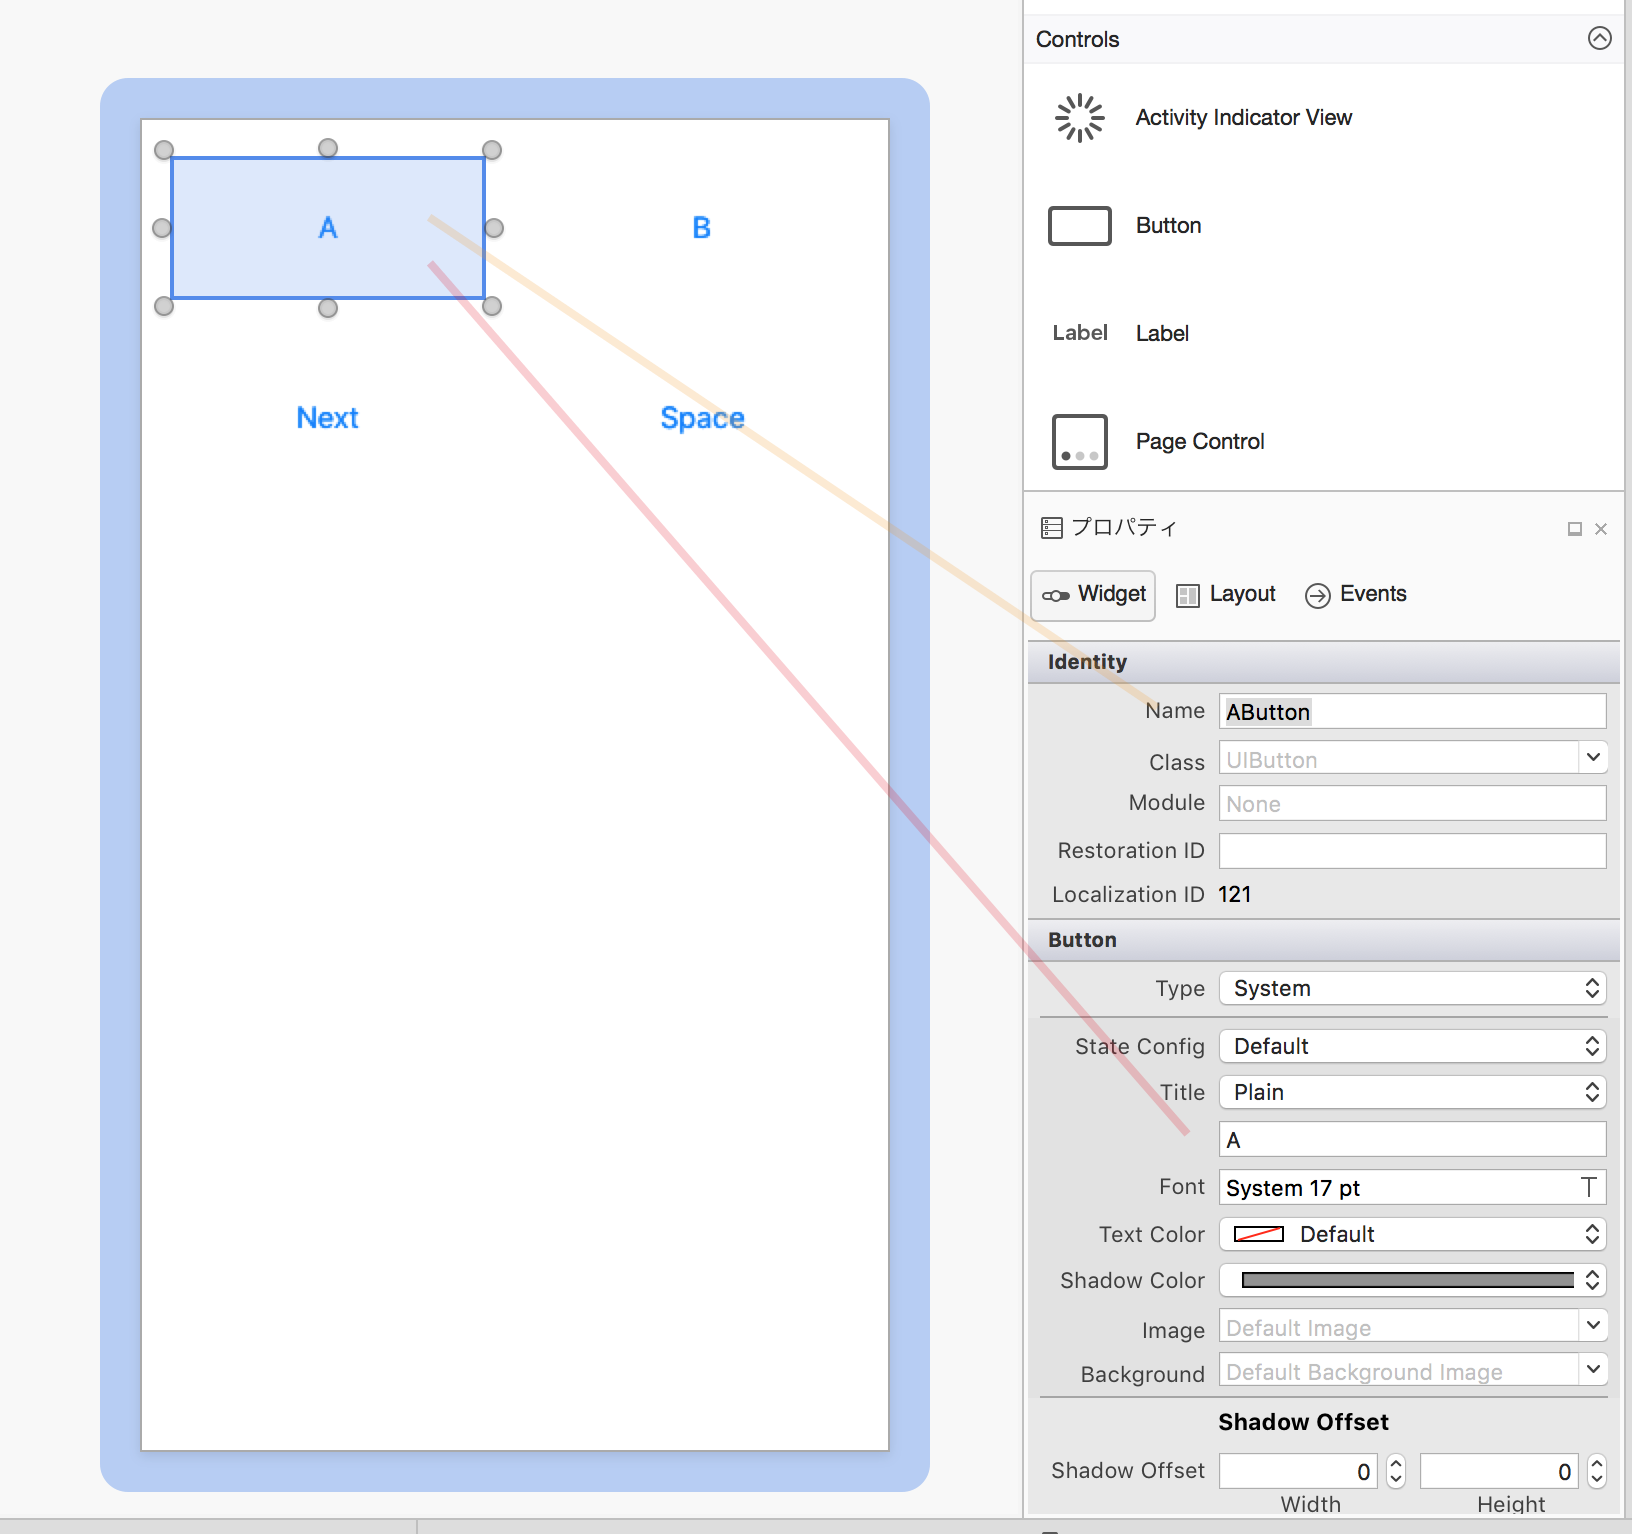 A
B
Next
Space
Controls
Activity Indicator View
Button
Label Label
Page Control
プロパティ
Widget Layout Events
Identity
Name AButton
Class UIButton
Module None
Restoration ID
Localization ID 121
Button
Type System
State Config Default
Title Plain
A
Font System 17 pt T
Text Color Default
Shadow Color
Image Default Image
Background Default Background Image
Shadow Offset
Shadow Offset 0 0
Width Height